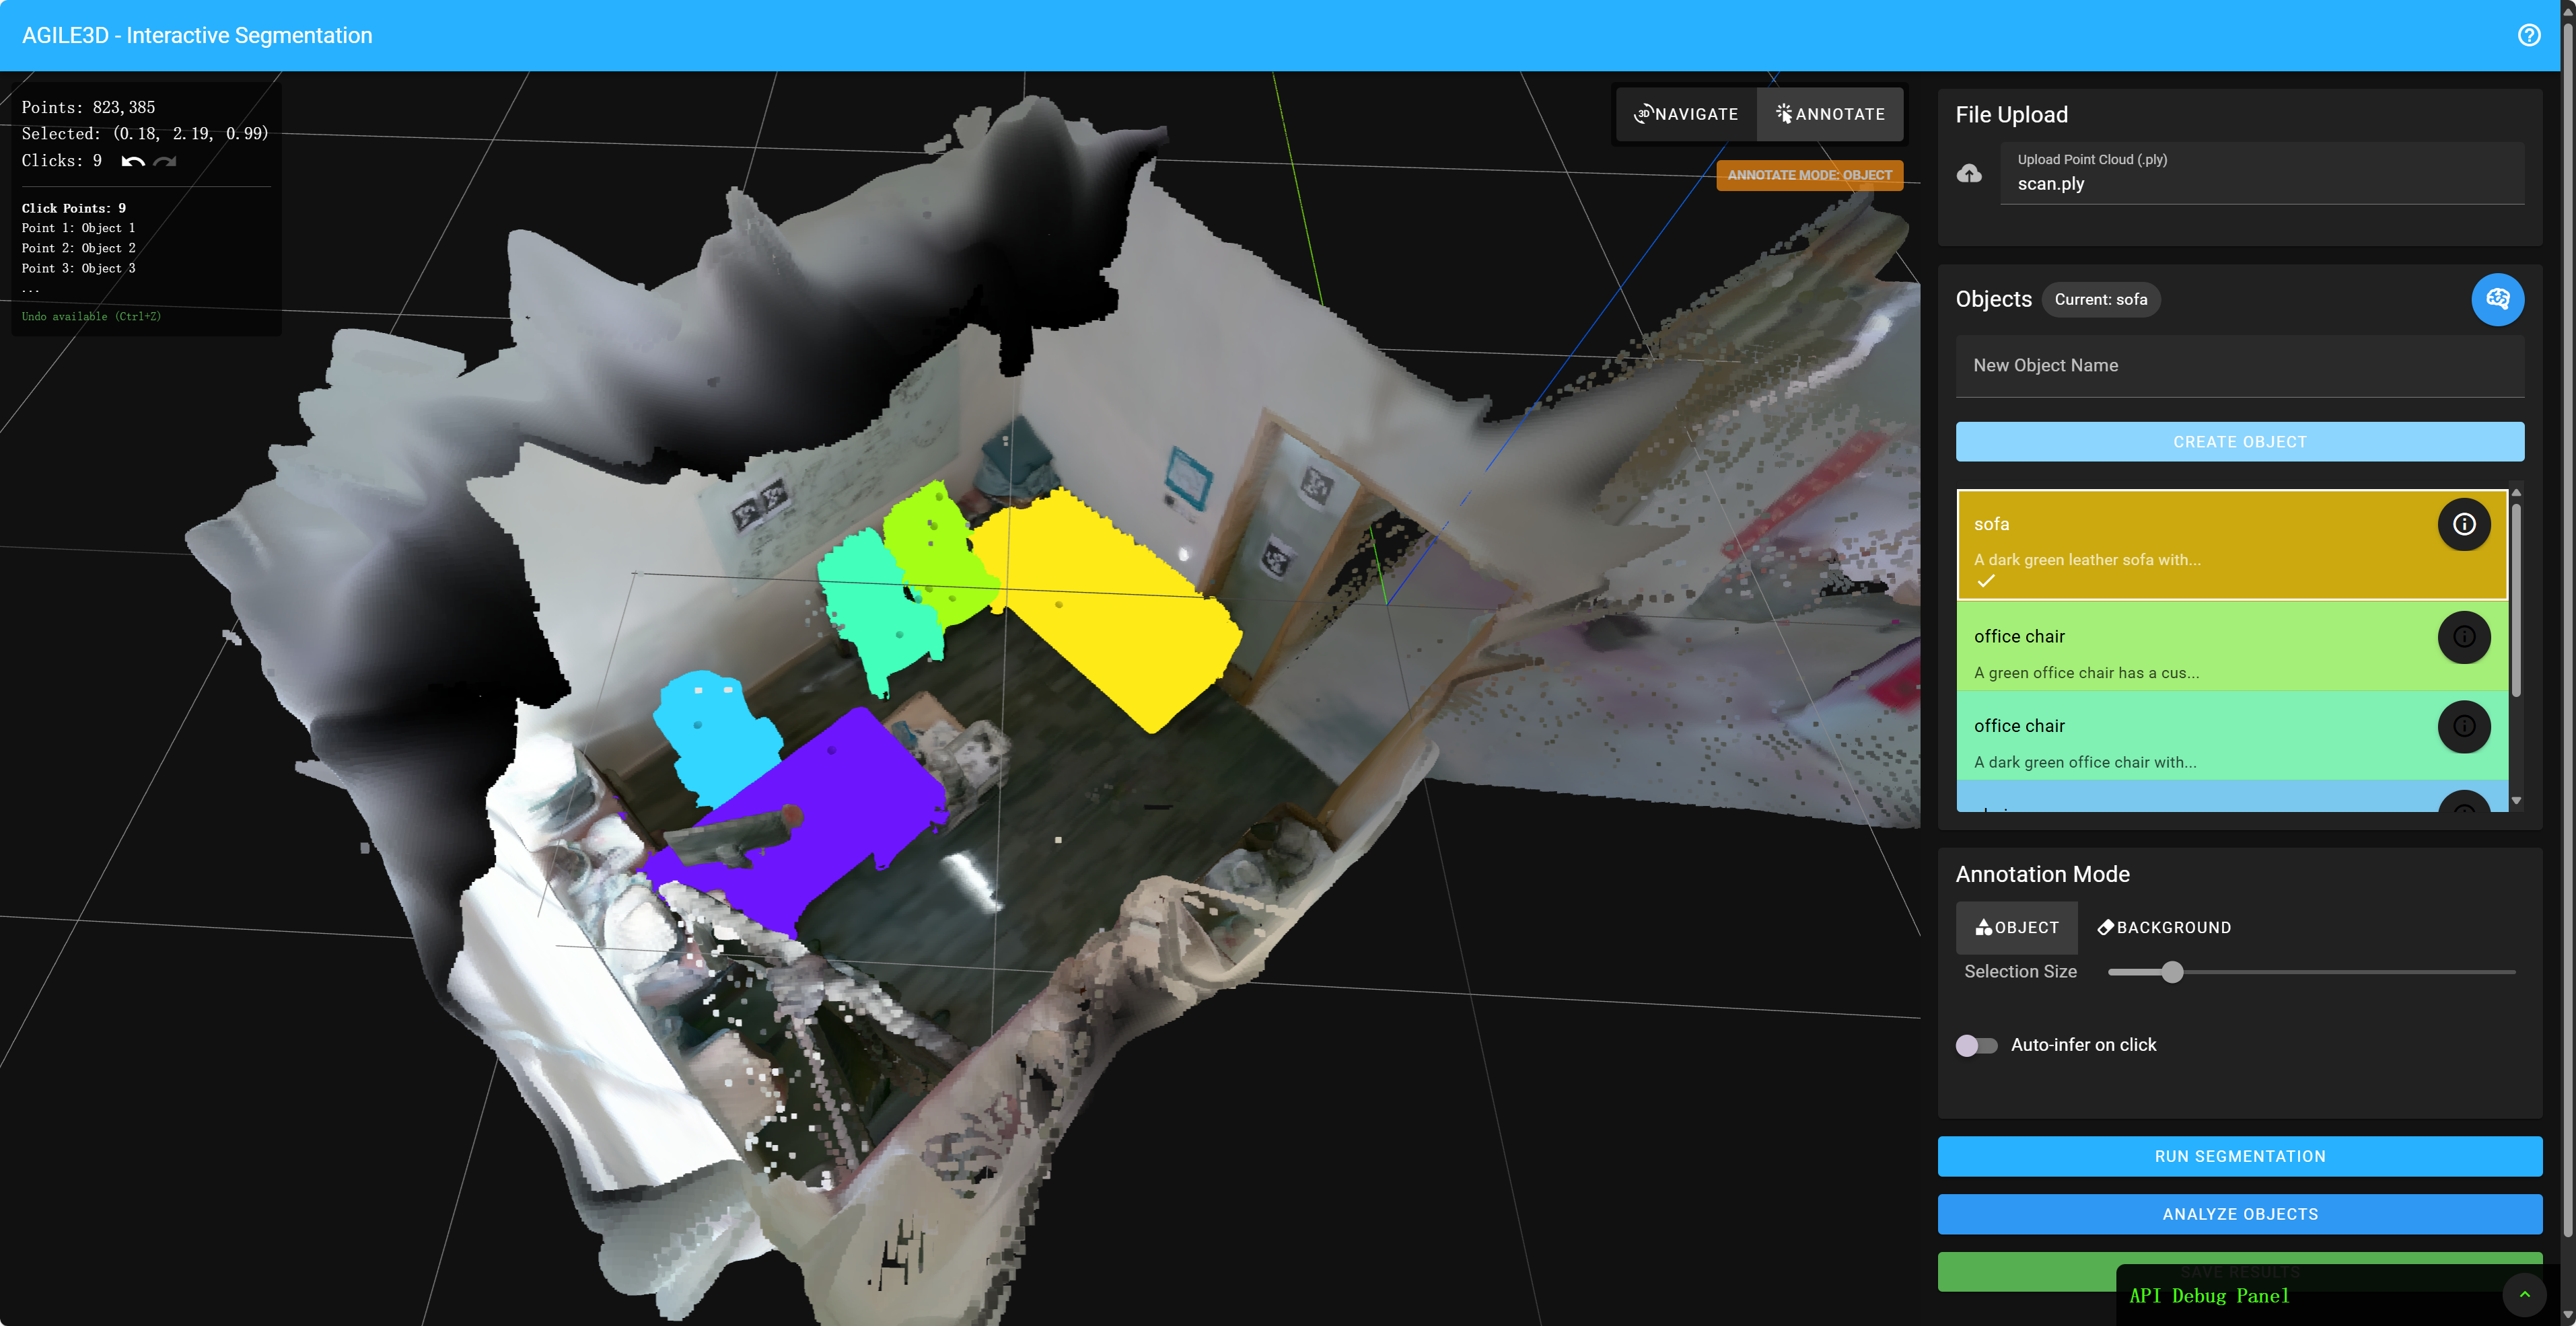 AGILE3D - Interactive Segmentation
Points: 823,385
Selected: (0.18, 2.19, 0.99)
Clicks: 9
Click Points: 9
Point 1: Object 1
Point 2: Object 2
Point 3: Object 3
...
Undo available (Ctrl+Z)
3D NAVIGATE
ANNOTATE
ANNOTATE MODE: OBJECT
File Upload
Upload Point Cloud (.ply)
scan.ply
Objects
Current: sofa
New Object Name
CREATE OBJECT
sofa
A dark green leather sofa with...
office chair
A green office chair has a cus...
office chair
A dark green office chair with...
Annotation Mode
OBJECT
BACKGROUND
Selection Size
Auto-infer on click
RUN SEGMENTATION
ANALYZE OBJECTS
SAVE RESULTS
API Debug Panel